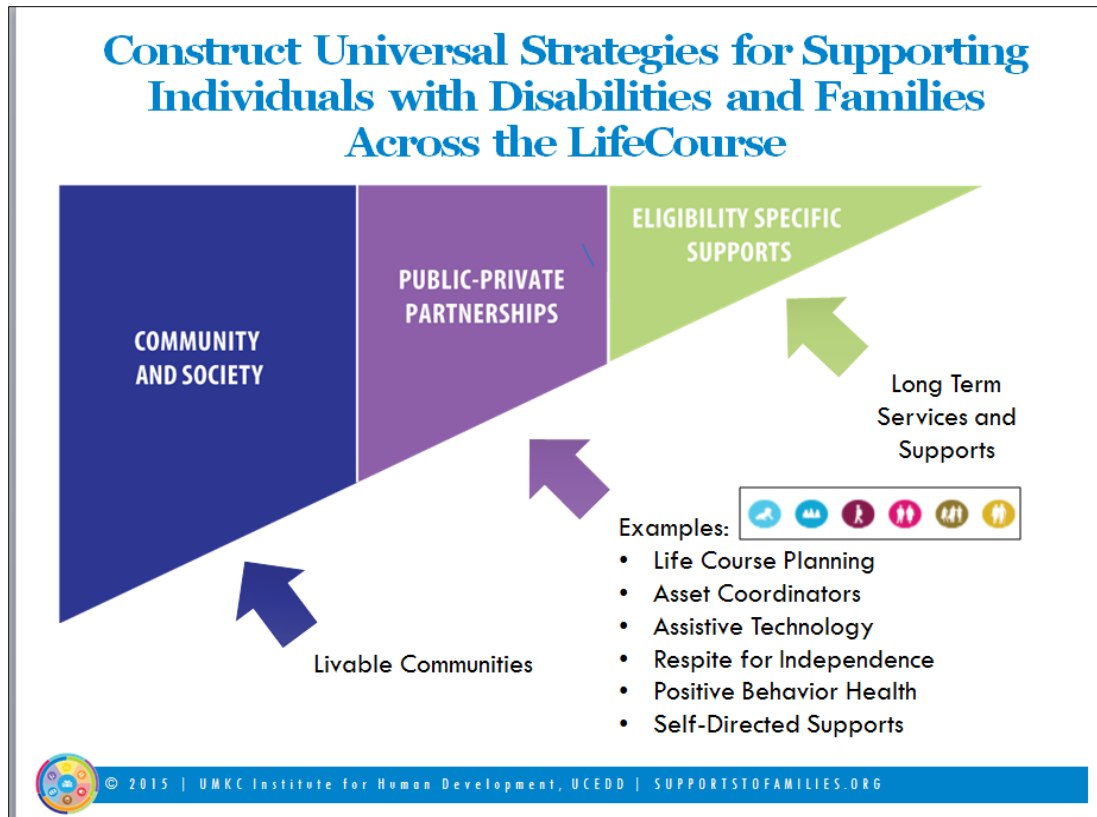 Construct Universal Strategies for Supporting
Individuals with Disabilities and Families
Across the LifeCourse
COMMUNITY
AND SOCIETY
PUBLIC-PRIVATE
PARTNERSHIPS
ELIGIBILITY SPECIFIC
SUPPORTS
Long Term
Services and
Supports
Examples:
• Life Course Planning
• Asset Coordinators
• Assistive Technology
• Respite for Independence
• Positive Behavior Health
• Self-Directed Supports
Livable Communities
© 2015 | UMKC Institute for Human Development, UCEDD | SUPPORTSTOFAMILIES.ORG